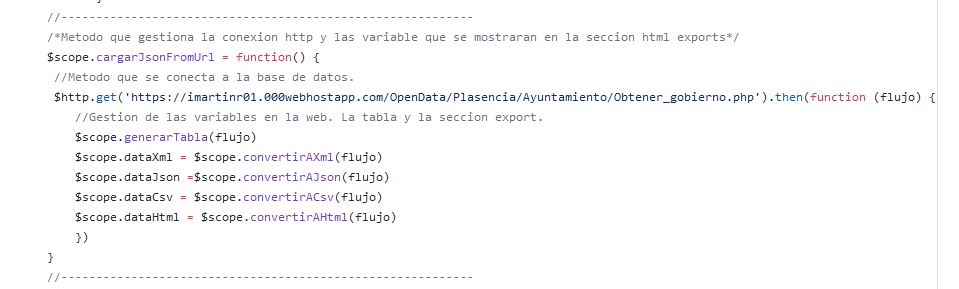 //-----------------------------------------------------------
/*Metodo que gestiona la conexion http y las variable que se mostraran en la seccion html exports*/
$scope.cargarJsonFromUrl = function() {
//Metodo que se conecta a la base de datos.
$http.get('https://imartinr01.000webhostapp.com/OpenData/Plasencia/Ayuntamiento/Obtener_gobierno.php').then(function (flujo) {
//Gestion de las variables en la web. La tabla y la seccion export.
$scope.generarTabla(flujo)
$scope.dataXml = $scope.convertirAXml(flujo)
$scope.dataJson =$scope.convertirAJson(flujo)
$scope.dataCsv = $scope.convertirACsv(flujo)
$scope.dataHtml = $scope.convertirAHtml(flujo)
})
}
//-----------------------------------------------------------